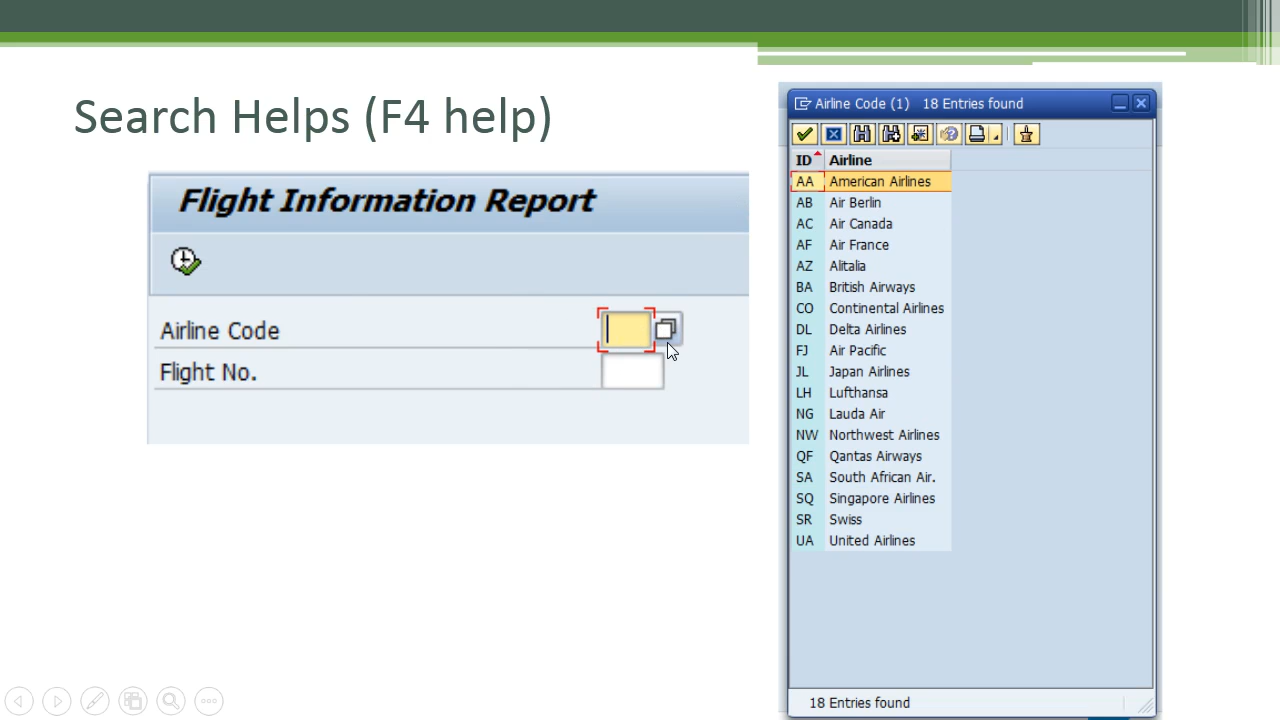 Search Helps (F4 help)
Flight Information Report
Airline Code
Flight No.
Airline Code (1) 18 Entries found
ID Airline
AA American Airlines
AB Air Berlin
AC Air Canada
AF Air France
AZ Alitalia
BA British Airways
CO Continental Airlines
DL Delta Airlines
FJ Air Pacific
JL Japan Airlines
LH Lufthansa
NG Lauda Air
NW Northwest Airlines
QF Qantas Airways
SA South African Air.
SQ Singapore Airlines
SR Swiss
UA United Airlines
18 Entries found